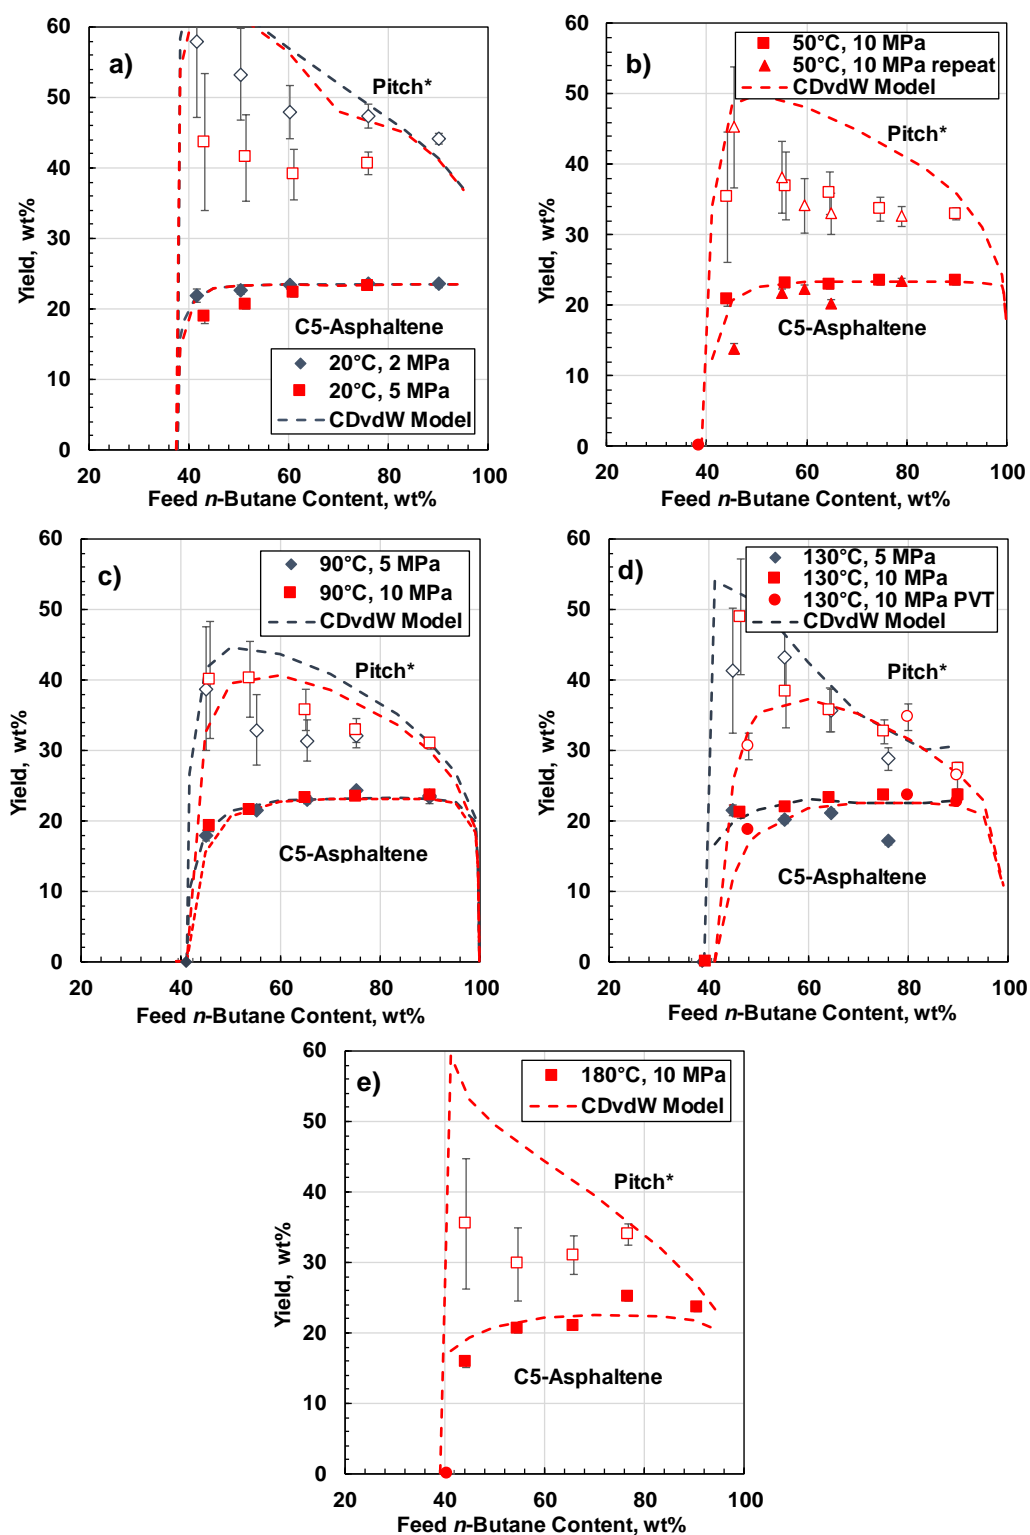 a)
60
50
40
30
20
10
0
Yield, wt%
Pitch*
C5-Asphaltene
20°C, 2 MPa
20°C, 5 MPa
CDvdW Model
20 40 60 80 100
Feed n-Butane Content, wt%
b)
60
50
40
30
20
10
0
Yield, wt%
50°C, 10 MPa
50°C, 10 MPa repeat
CDvdW Model
Pitch*
C5-Asphaltene
20 40 60 80 100
Feed n-Butane Content, wt%
c)
60
50
40
30
20
10
0
Yield, wt%
90°C, 5 MPa
90°C, 10 MPa
CDvdW Model
Pitch*
C5-Asphaltene
20 40 60 80 100
Feed n-Butane Content, wt%
d)
60
50
40
30
20
10
0
Yield, wt%
130°C, 5 MPa
130°C, 10 MPa
130°C, 10 MPa PVT
CDvdW Model
Pitch*
C5-Asphaltene
20 40 60 80 100
Feed n-Butane Content, wt%
e)
60
50
40
30
20
10
0
Yield, wt%
180°C, 10 MPa
CDvdW Model
Pitch*
C5-Asphaltene
20 40 60 80 100
Feed n-Butane Content, wt%